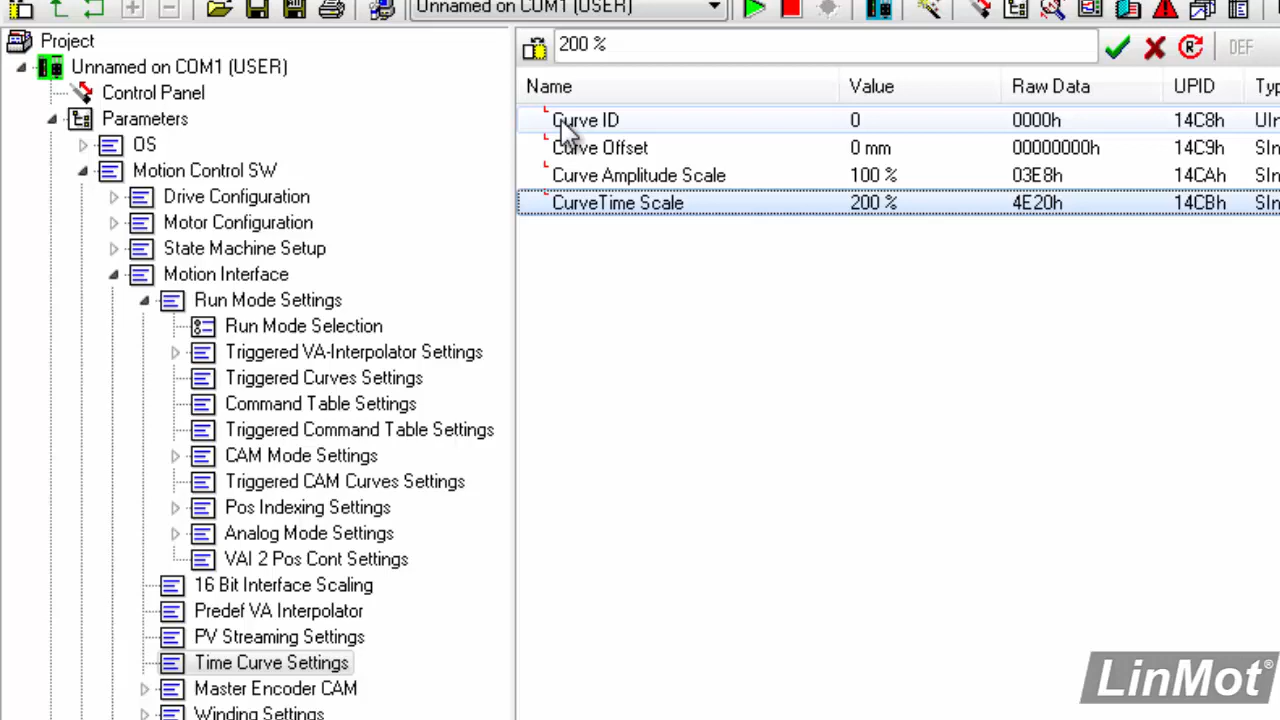 Unnamed on COM1 (USER)
Project
Unnamed on COM1 (USER)
Control Panel
Parameters
OS
Motion Control SW
Drive Configuration
Motor Configuration
State Machine Setup
Motion Interface
Run Mode Settings
Run Mode Selection
Triggered VA-Interpolator Settings
Triggered Curves Settings
Command Table Settings
Triggered Command Table Settings
CAM Mode Settings
Triggered CAM Curves Settings
Pos Indexing Settings
Analog Mode Settings
VAI 2 Pos Cont Settings
16 Bit Interface Scaling
Predef VA Interpolator
PV Streaming Settings
Time Curve Settings
Master Encoder CAM
Winding Settings
200 %
R
DEF
Name Value Raw Data UPID Typ
Curve ID 0 0000h 14C8h UIn
Curve Offset 0 mm 00000000h 14C9h SIn
Curve Amplitude Scale 100 % 03E8h 14CAh SIn
CurveTime Scale 200 % 4E20h 14CBh SIn
LinMot®